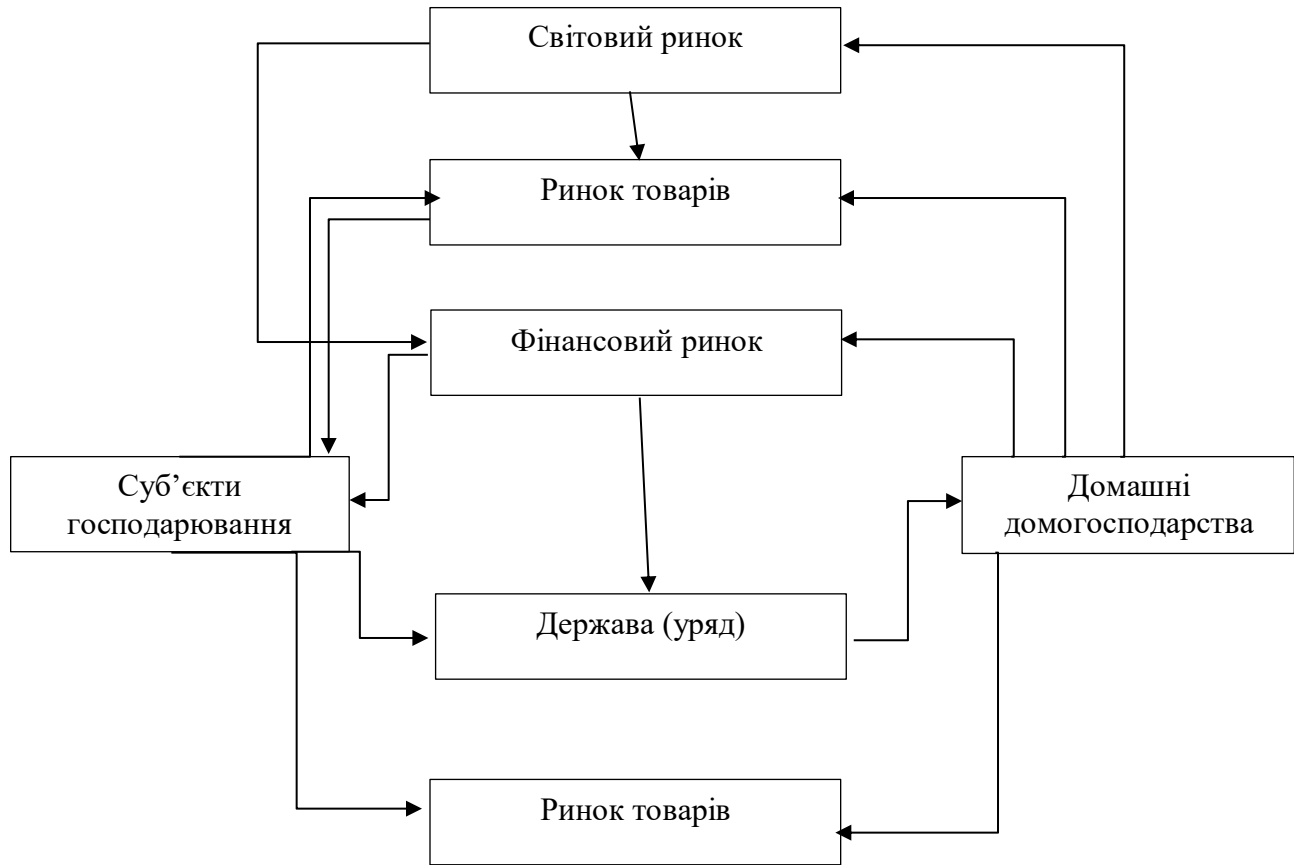 Світовий ринок
Ринок товарів
Фінансовий ринок
Суб’єкти
господарювання
Домашні
домогосподарства
Держава (уряд)
Ринок товарів